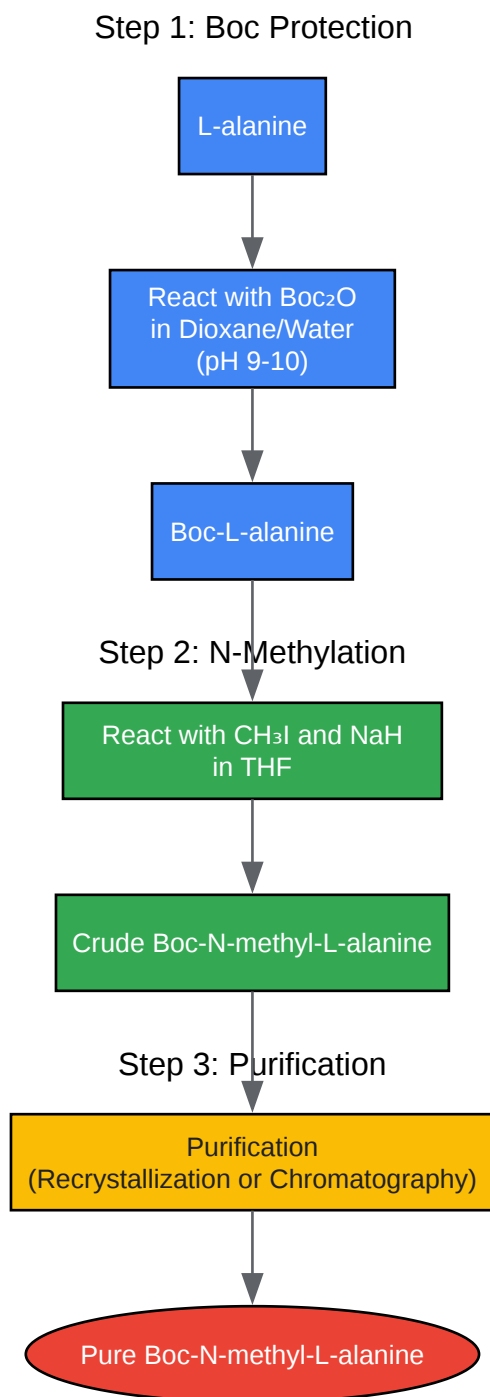 Step 1: Boc Protection
L-alanine
React with Boc₂O
in Dioxane/Water
(pH 9-10)
Boc-L-alanine
Step 2: N-Methylation
React with CH₃I and NaH
in THF
Crude Boc-N-methyl-L-alanine
Step 3: Purification
Purification
(Recrystallization or Chromatography)
Pure Boc-N-methyl-L-alanine